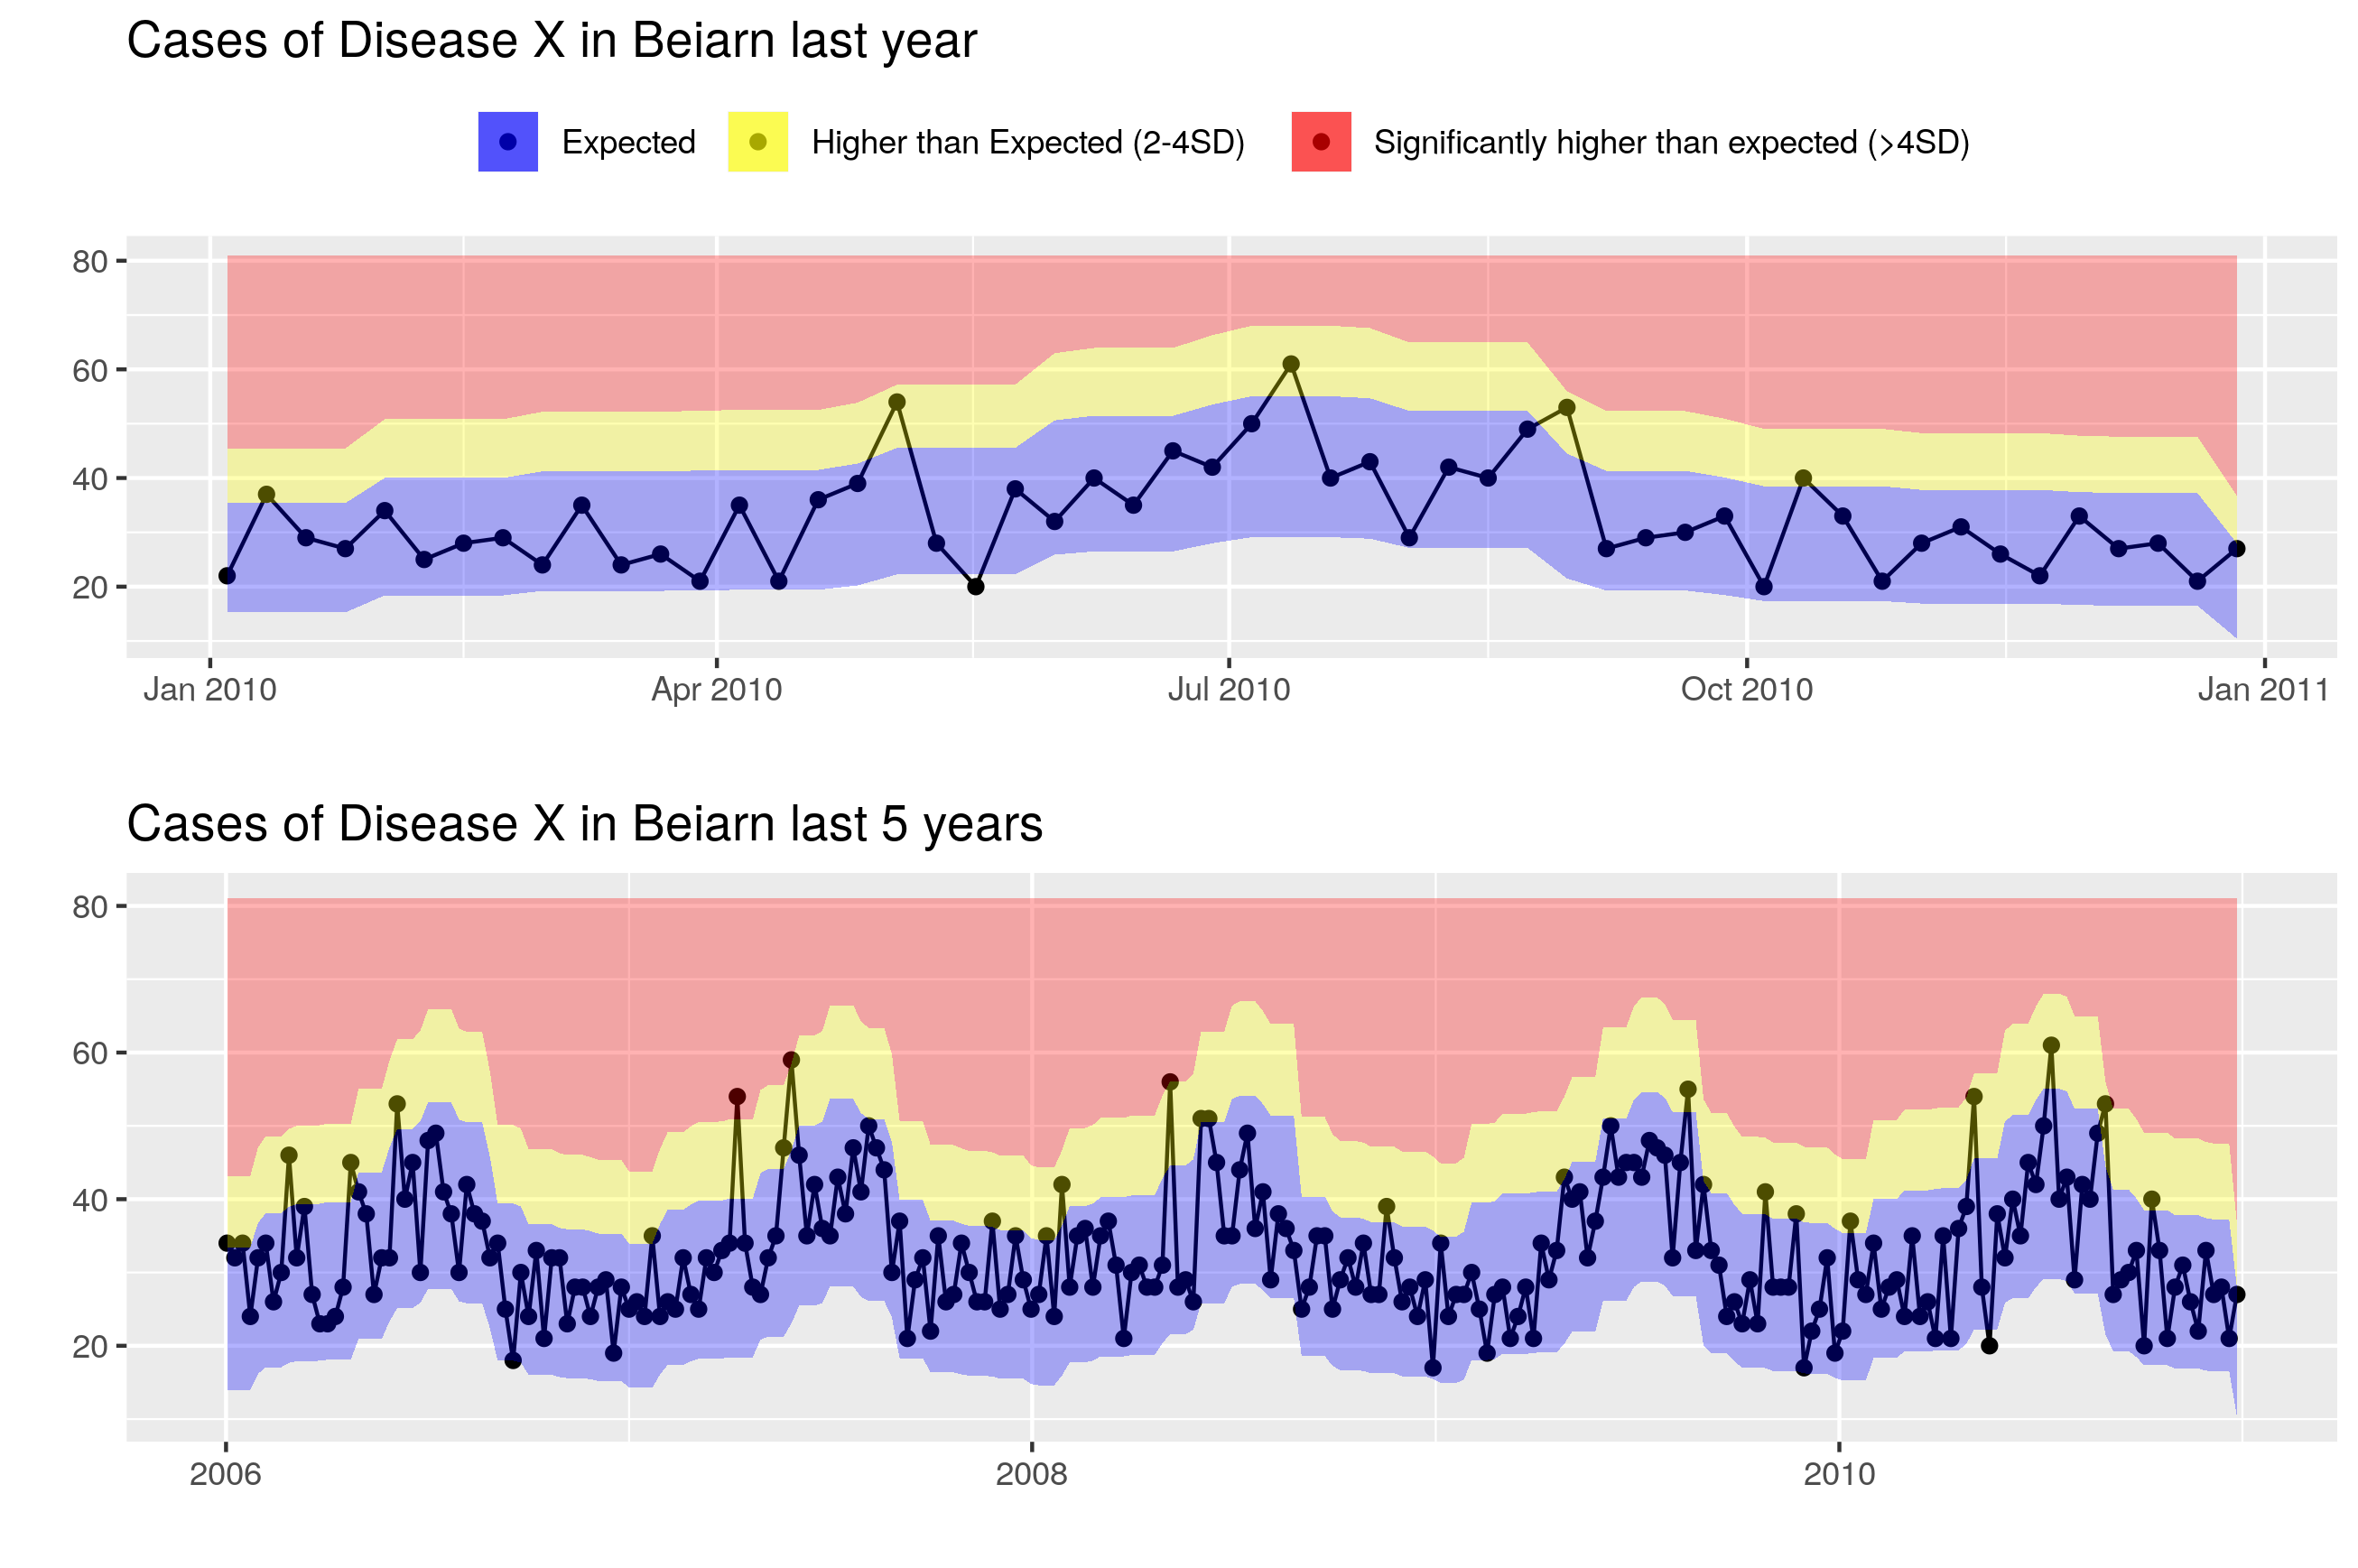 Cases of Disease X in Beiarn last year
Expected Higher than Expected (2-4SD) Significantly higher than expected (>4SD)
80
60
40
20
Jan 2010 Apr 2010 Jul 2010 Oct 2010 Jan 2011
Cases of Disease X in Beiarn last 5 years
80
60
40
20
2006 2008 2010